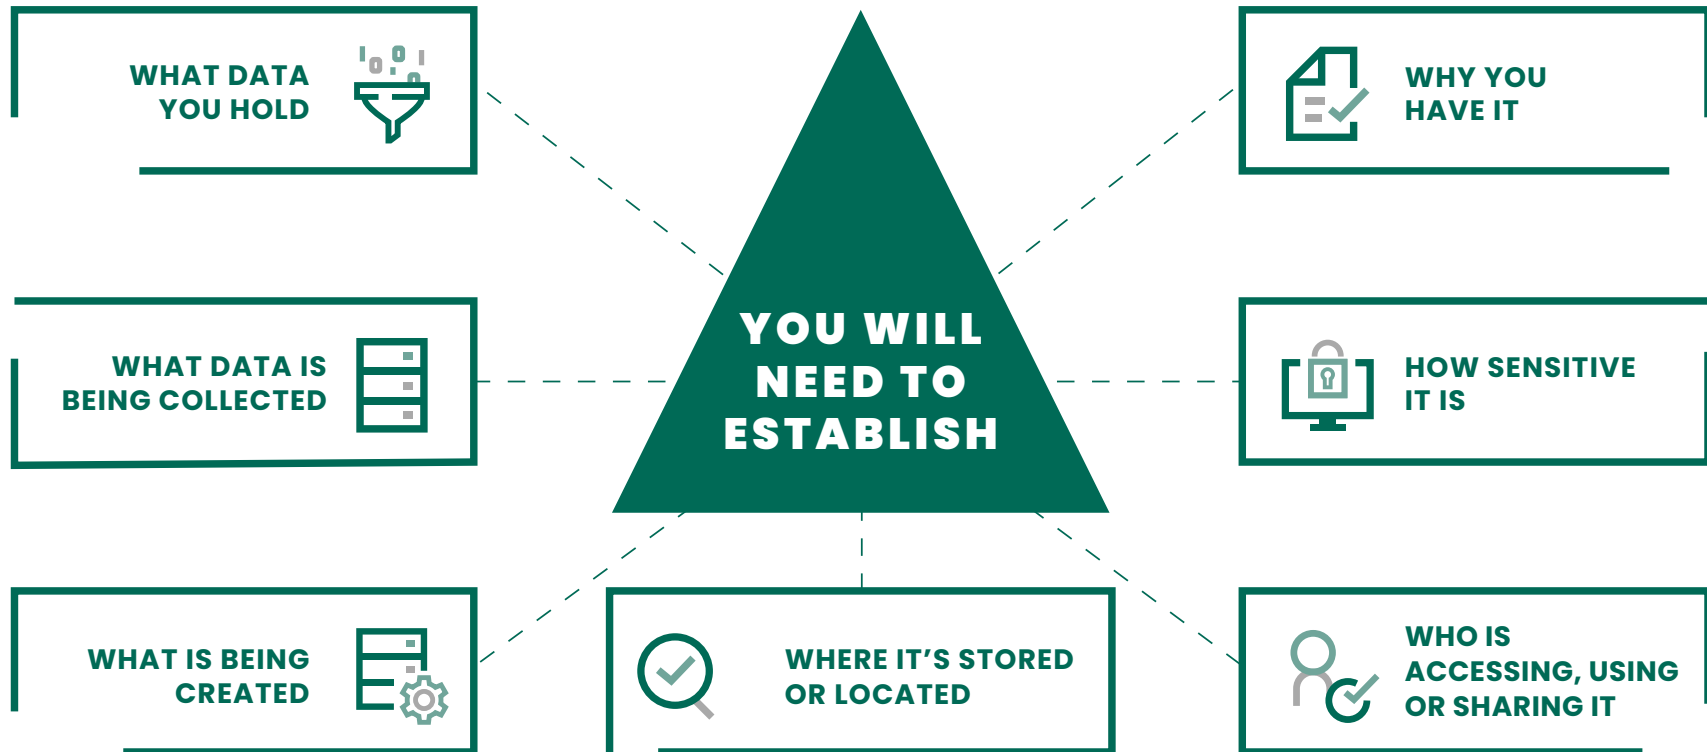 WHAT DATA
YOU HOLD
WHY YOU
HAVE IT
YOU WILL
NEED TO
ESTABLISH
WHAT DATA IS
BEING COLLECTED
HOW SENSITIVE
IT IS
WHAT IS BEING
CREATED
WHERE IT’S STORED
OR LOCATED
WHO IS
ACCESSING, USING
OR SHARING IT